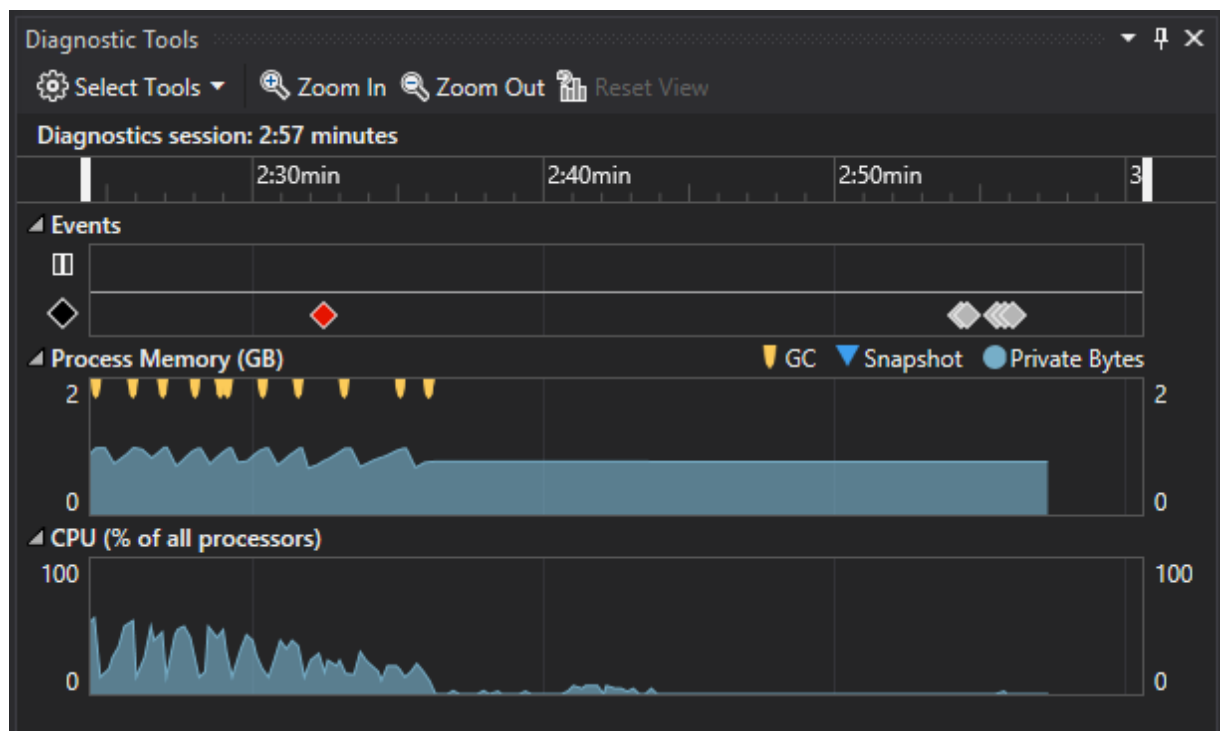 Diagnostic Tools
Select Tools Zoom In Zoom Out Reset View
Diagnostics session: 2:57 minutes
2:30min 2:40min 2:50min 3
Events
Process Memory (GB) GC Snapshot Private Bytes
2 2
0 0
CPU (% of all processors)
100 100
0 0